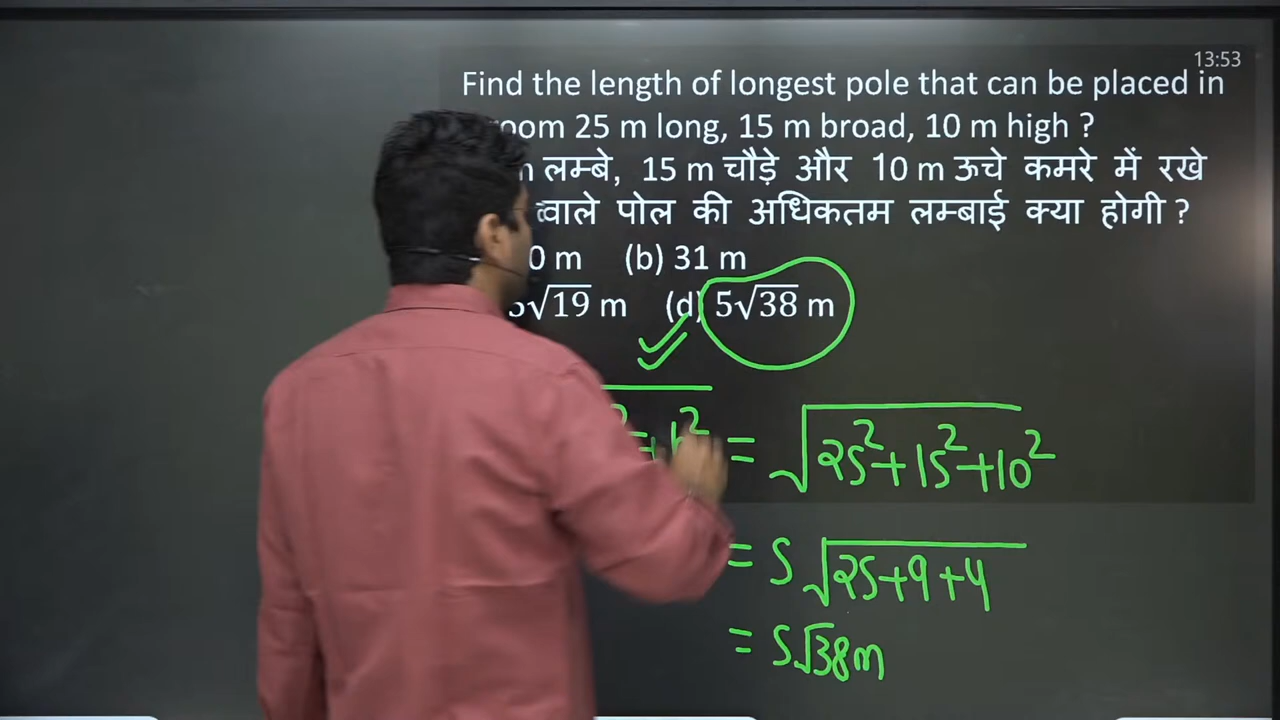 13:53
Find the length of longest pole that can be placed in
room 25 m long, 15 m broad, 10 m high ?
लम्बे, 15 m चौड़े और 10 m ऊचे कमरे में रखे
वाले पोल की अधिकतम लम्बाई क्या होगी ?
0 m (b) 31 m
√19 m (d) 5√38 m
= √25²+15²+10²
= 5√25+9+4
= 5√38m